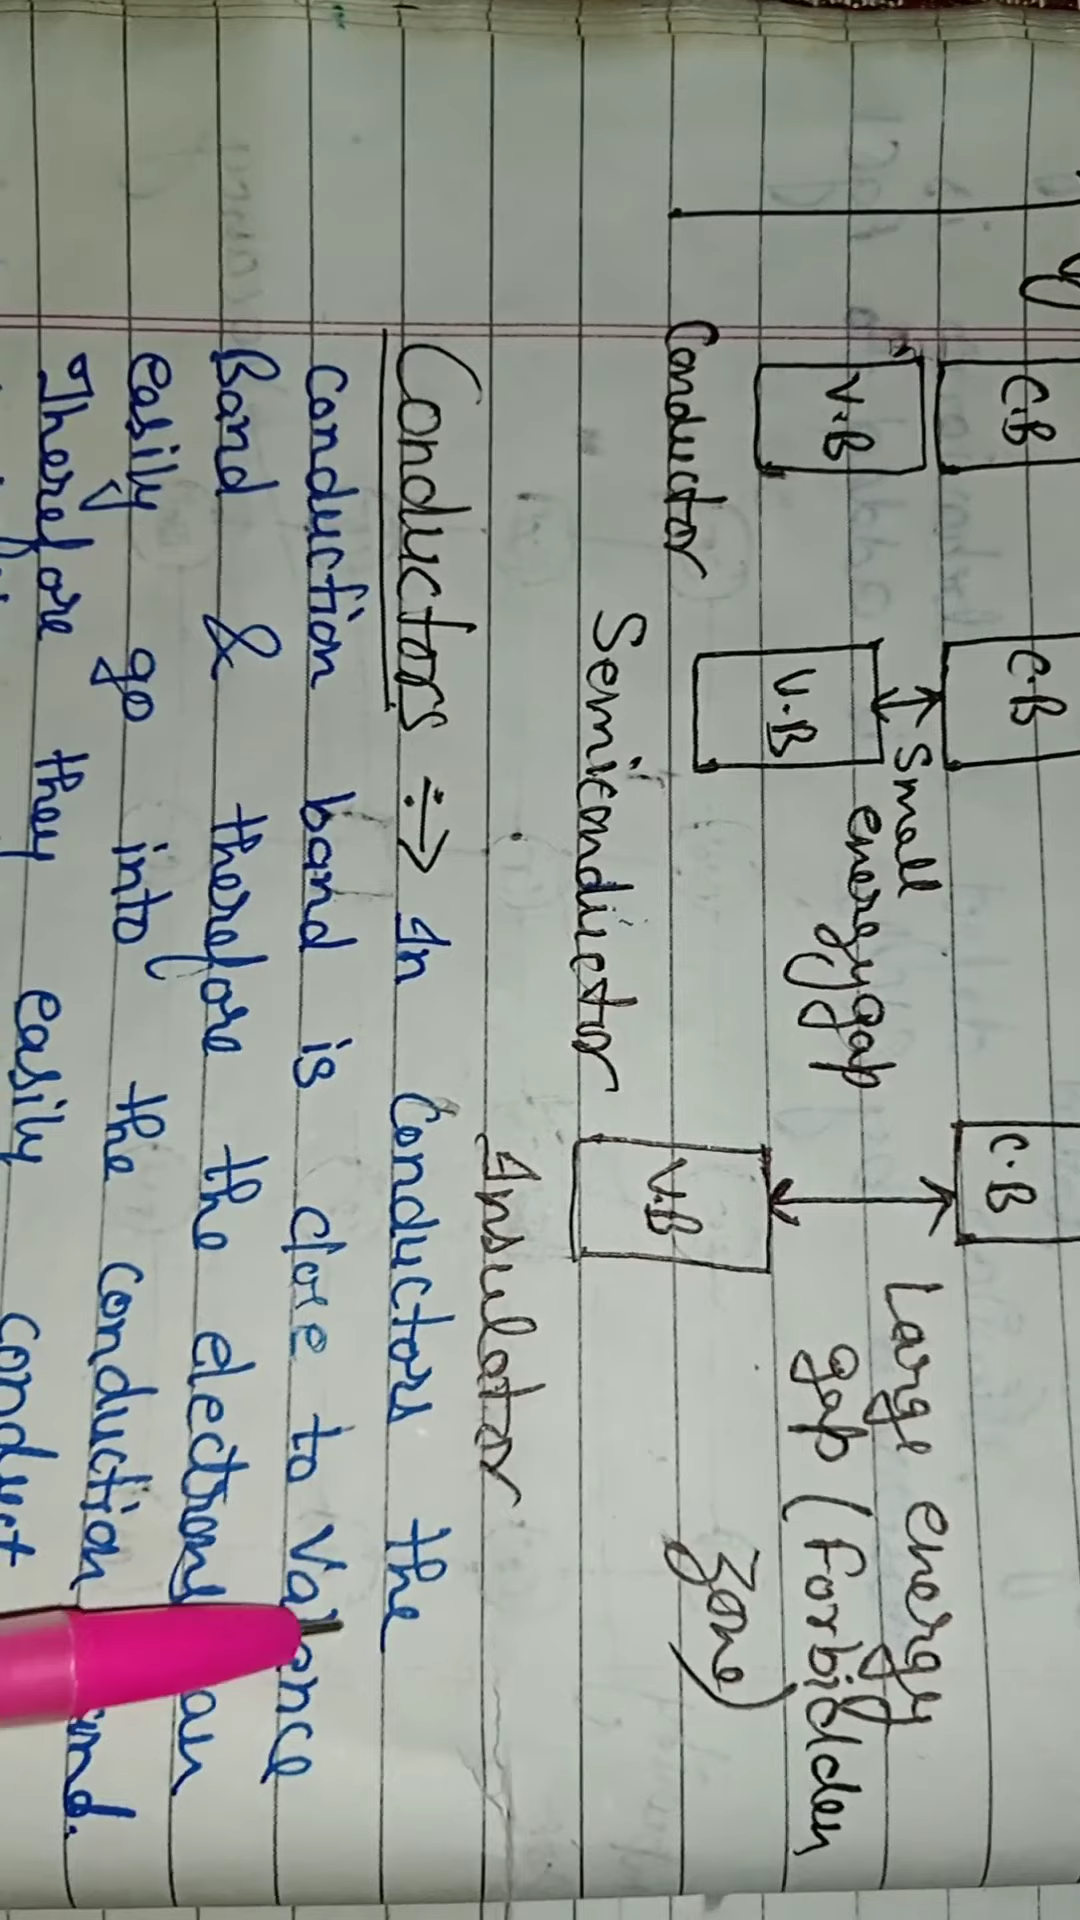 C.B C.B C.B
V.B Small energy gap Large energy
V.B gap (Forbidden
Conductor V.B zone)
Semiconductor
Insulator
Conductors ÷→ In Conductors the
conduction band is close to Valence
Band & therefore the electrons can
easily go into the conduction
Therefore they easily conduct